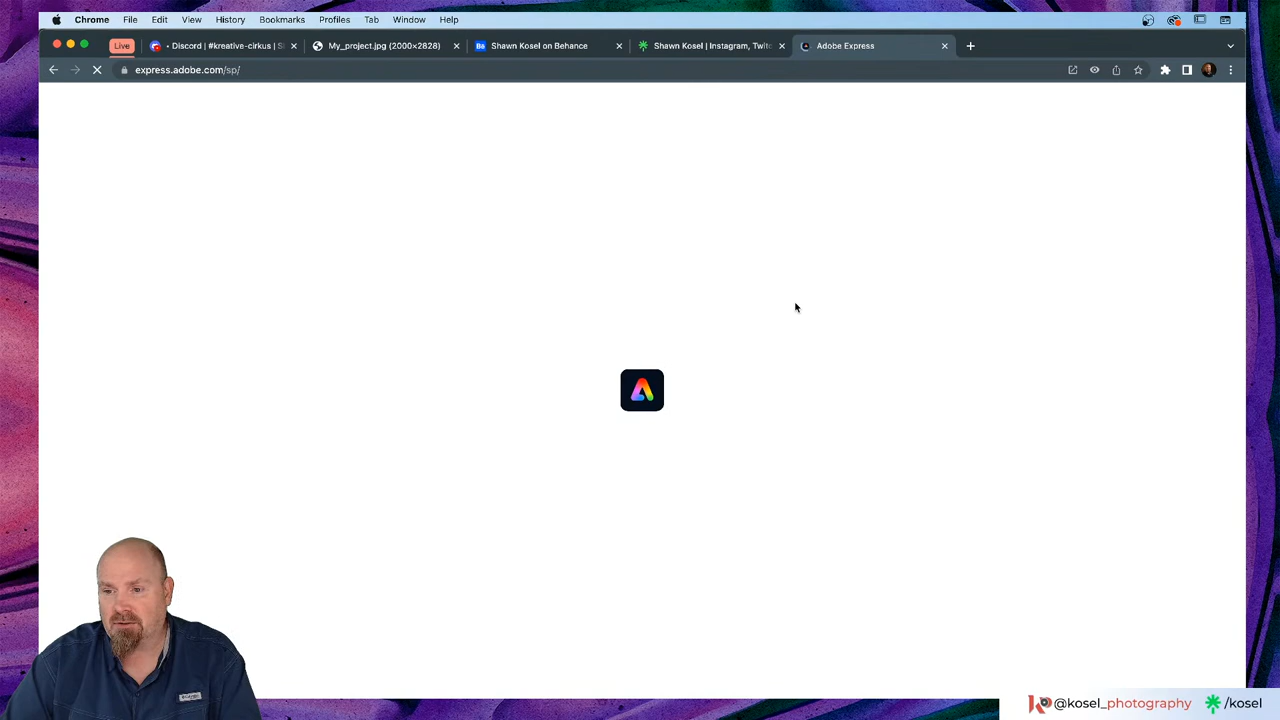 Chrome File Edit View History Bookmarks Profiles Tab Window Help
Live Discord | #kreative-cirkus | S My_project.jpg (2000×2828) Shawn Kosel on Behance Shawn Kosel | Instagram, Twit Adobe Express
express.adobe.com/sp/
@kosel_photography /kosel